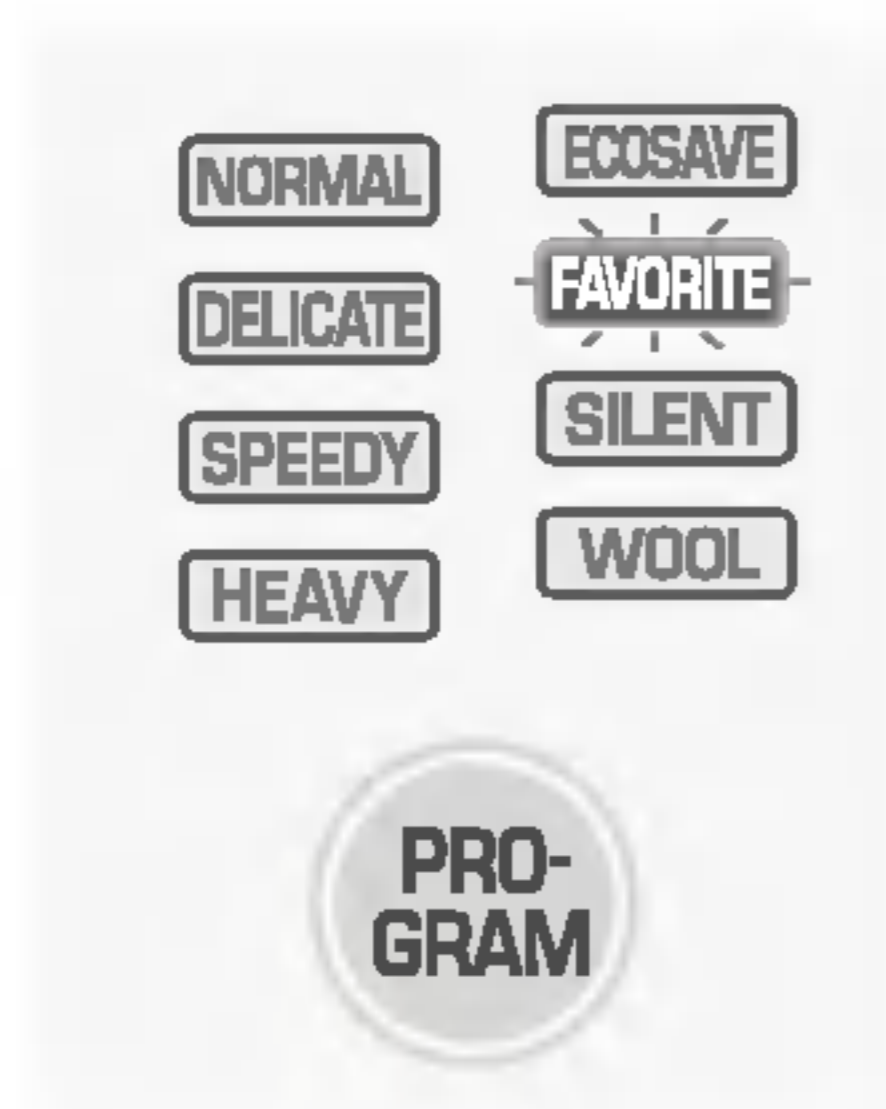 NORMAL
DELICATE
SPEEDY
HEAVY
ECOSAVE
FAVORITE
SILENT
WOOL
PRO-
GRAM